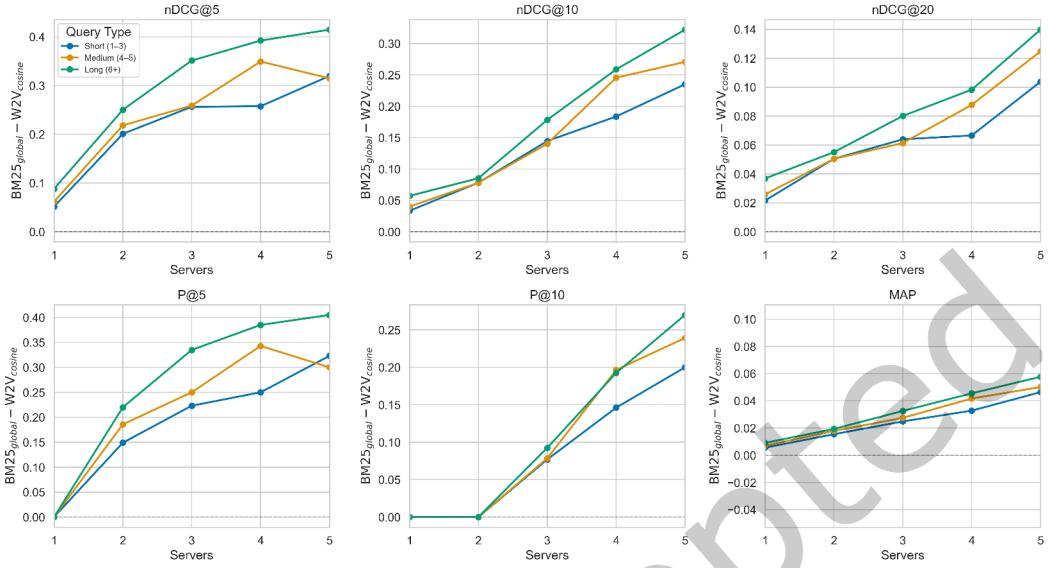 nDCG@5
nDCG@10
nDCG@20
Query Type
Short (1–3)
Medium (4–5)
Long (6+)
BM25global − W2Vcosine
0.4
0.3
0.2
0.1
0.0
1 2 3 4 5
Servers
BM25global − W2Vcosine
0.30
0.25
0.20
0.15
0.10
0.05
0.00
1 2 3 4 5
Servers
BM25global − W2Vcosine
0.14
0.12
0.10
0.08
0.06
0.04
0.02
0.00
1 2 3 4 5
Servers
P@5
P@10
MAP
BM25global − W2Vcosine
0.40
0.35
0.30
0.25
0.20
0.15
0.10
0.05
0.00
1 2 3 4 5
Servers
BM25global − W2Vcosine
0.25
0.20
0.15
0.10
0.05
0.00
1 2 3 4 5
Servers
BM25global − W2Vcosine
0.10
0.08
0.06
0.04
0.02
0.00
−0.02
−0.04
1 2 3 4 5
Servers
pted